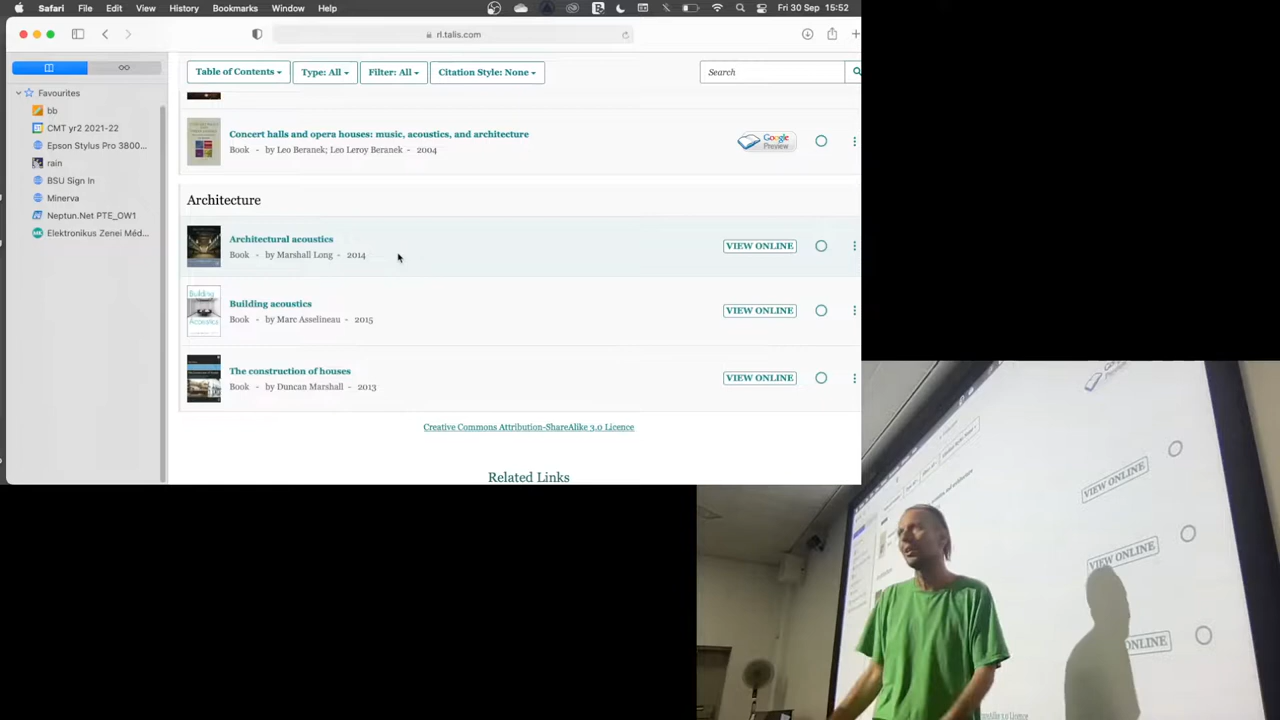 Safari File Edit View History Bookmarks Window Help Fri 30 Sep 15:52
rl.talis.com
Table of Contents Type: All Filter: All Citation Style: None Search
Favourites
bb
CMT yr2 2021-22
Epson Stylus Pro 3800...
rain
BSU Sign In
Minerva
Neptun.Net PTE_OW1
MK Elektronikus Zenei Méd...
Concert halls and opera houses: music, acoustics, and architecture
Book - by Leo Beranek; Leo Leroy Beranek - 2004
Google Preview
Architecture
Architectural acoustics
Book - by Marshall Long - 2014
VIEW ONLINE
Building Acoustics
Building acoustics
Book - by Marc Asselineau - 2015
VIEW ONLINE
The construction of houses
Book - by Duncan Marshall - 2013
VIEW ONLINE
Creative Commons Attribution-ShareAlike 3.0 Licence
Related Links
Preview
VIEW ONLINE
VIEW ONLINE
ONLINE